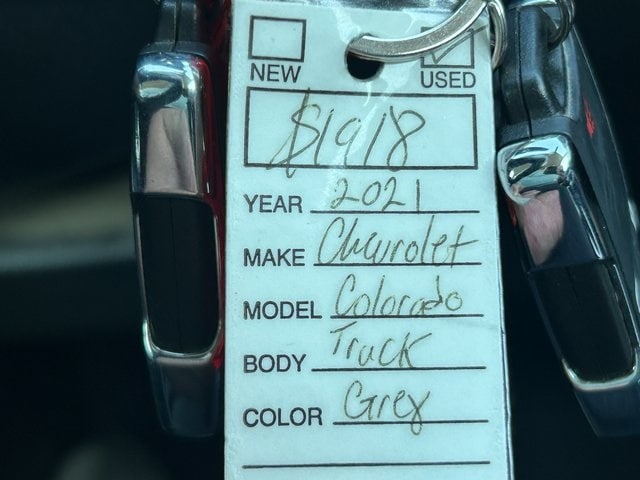 NEW USED
$1918
YEAR 2021
MAKE Chevrolet
MODEL Colorado
BODY Truck
COLOR Grey